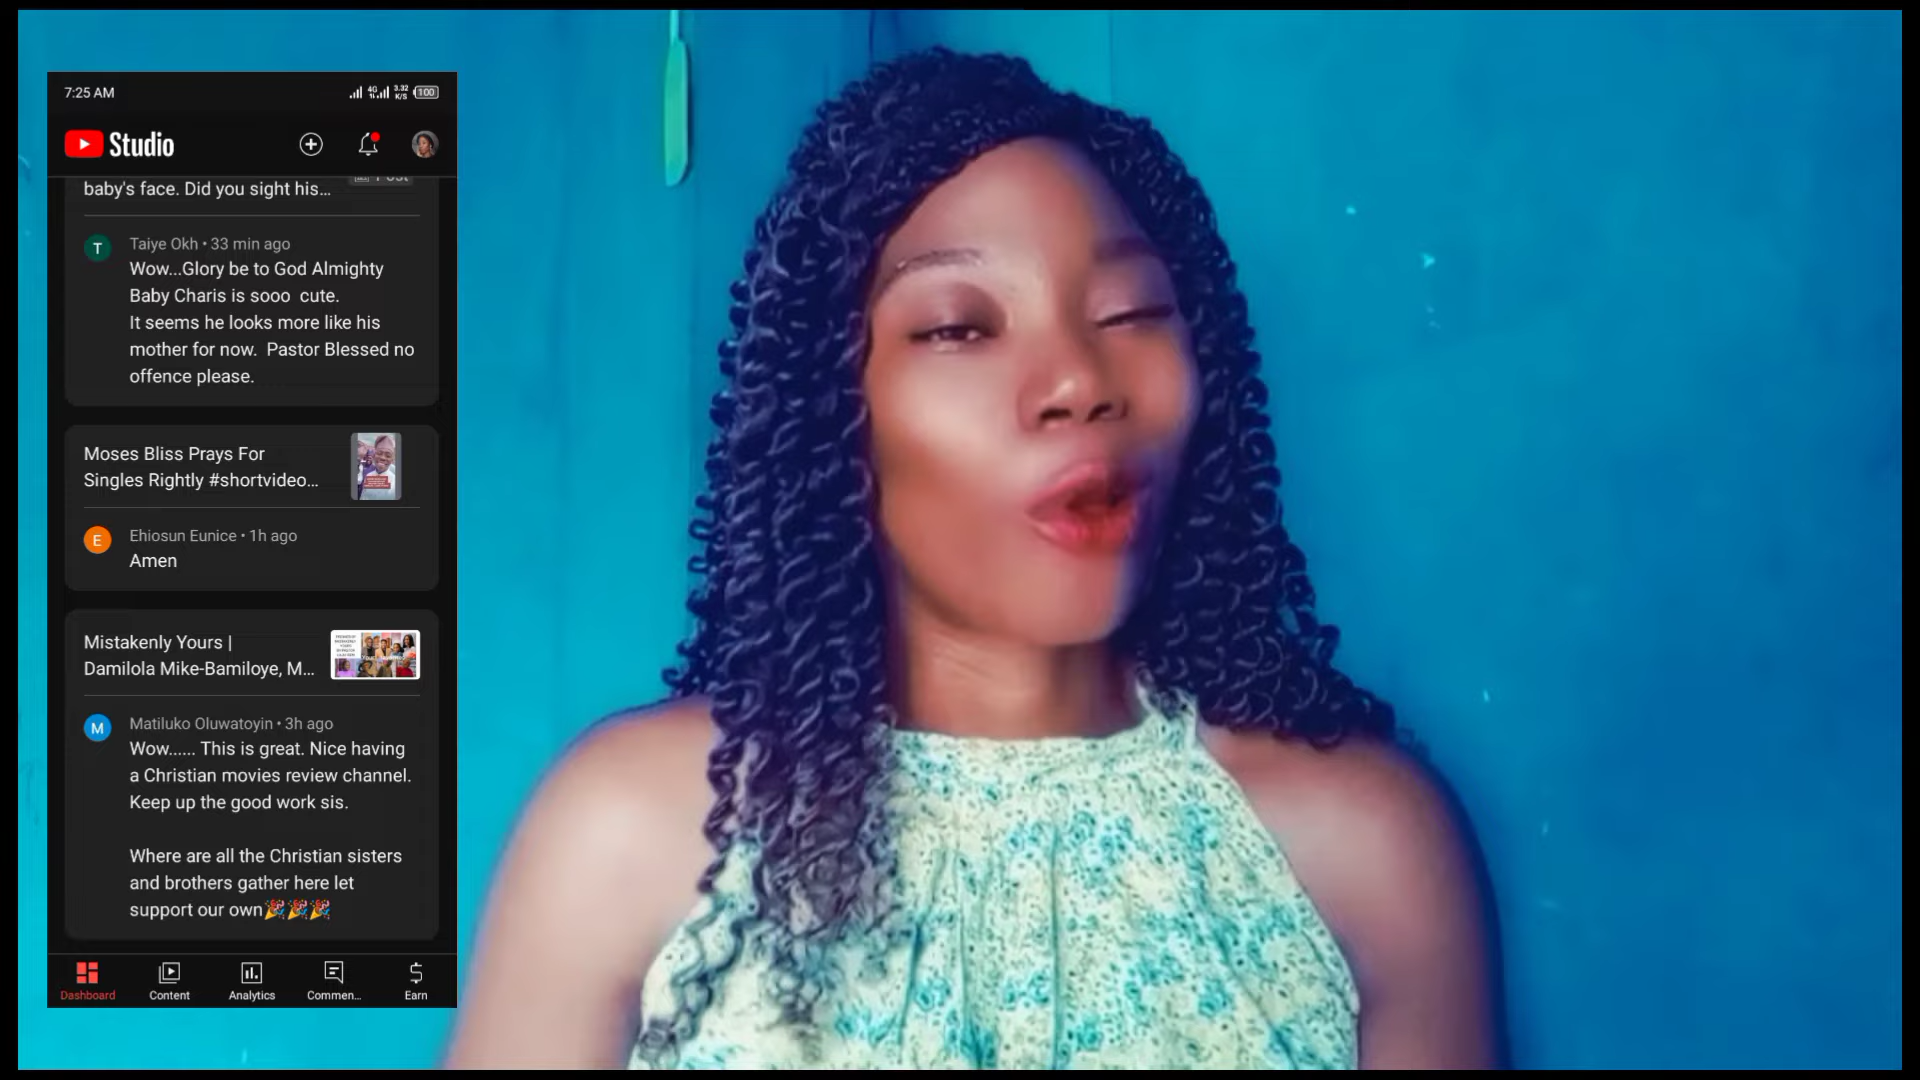 7:25 AM
4G
3.32
K/S
100
Studio
baby's face. Did you sight his...
Post
Taiye Okh • 33 min ago
T
Wow...Glory be to God Almighty
Baby Charis is sooo cute.
It seems he looks more like his
mother for now. Pastor Blessed no
offence please.
Moses Bliss Prays For
Singles Rightly #shortvideo...
Ehiosun Eunice • 1h ago
E
Amen
Mistakenly Yours |
Damilola Mike-Bamiloye, M...
Matiluko Oluwatoyin • 3h ago
M
Wow...... This is great. Nice having
a Christian movies review channel.
Keep up the good work sis.
Where are all the Christian sisters
and brothers gather here let
support our own🎉🎉🎉
Dashboard
Content
Analytics
Commen...
Earn